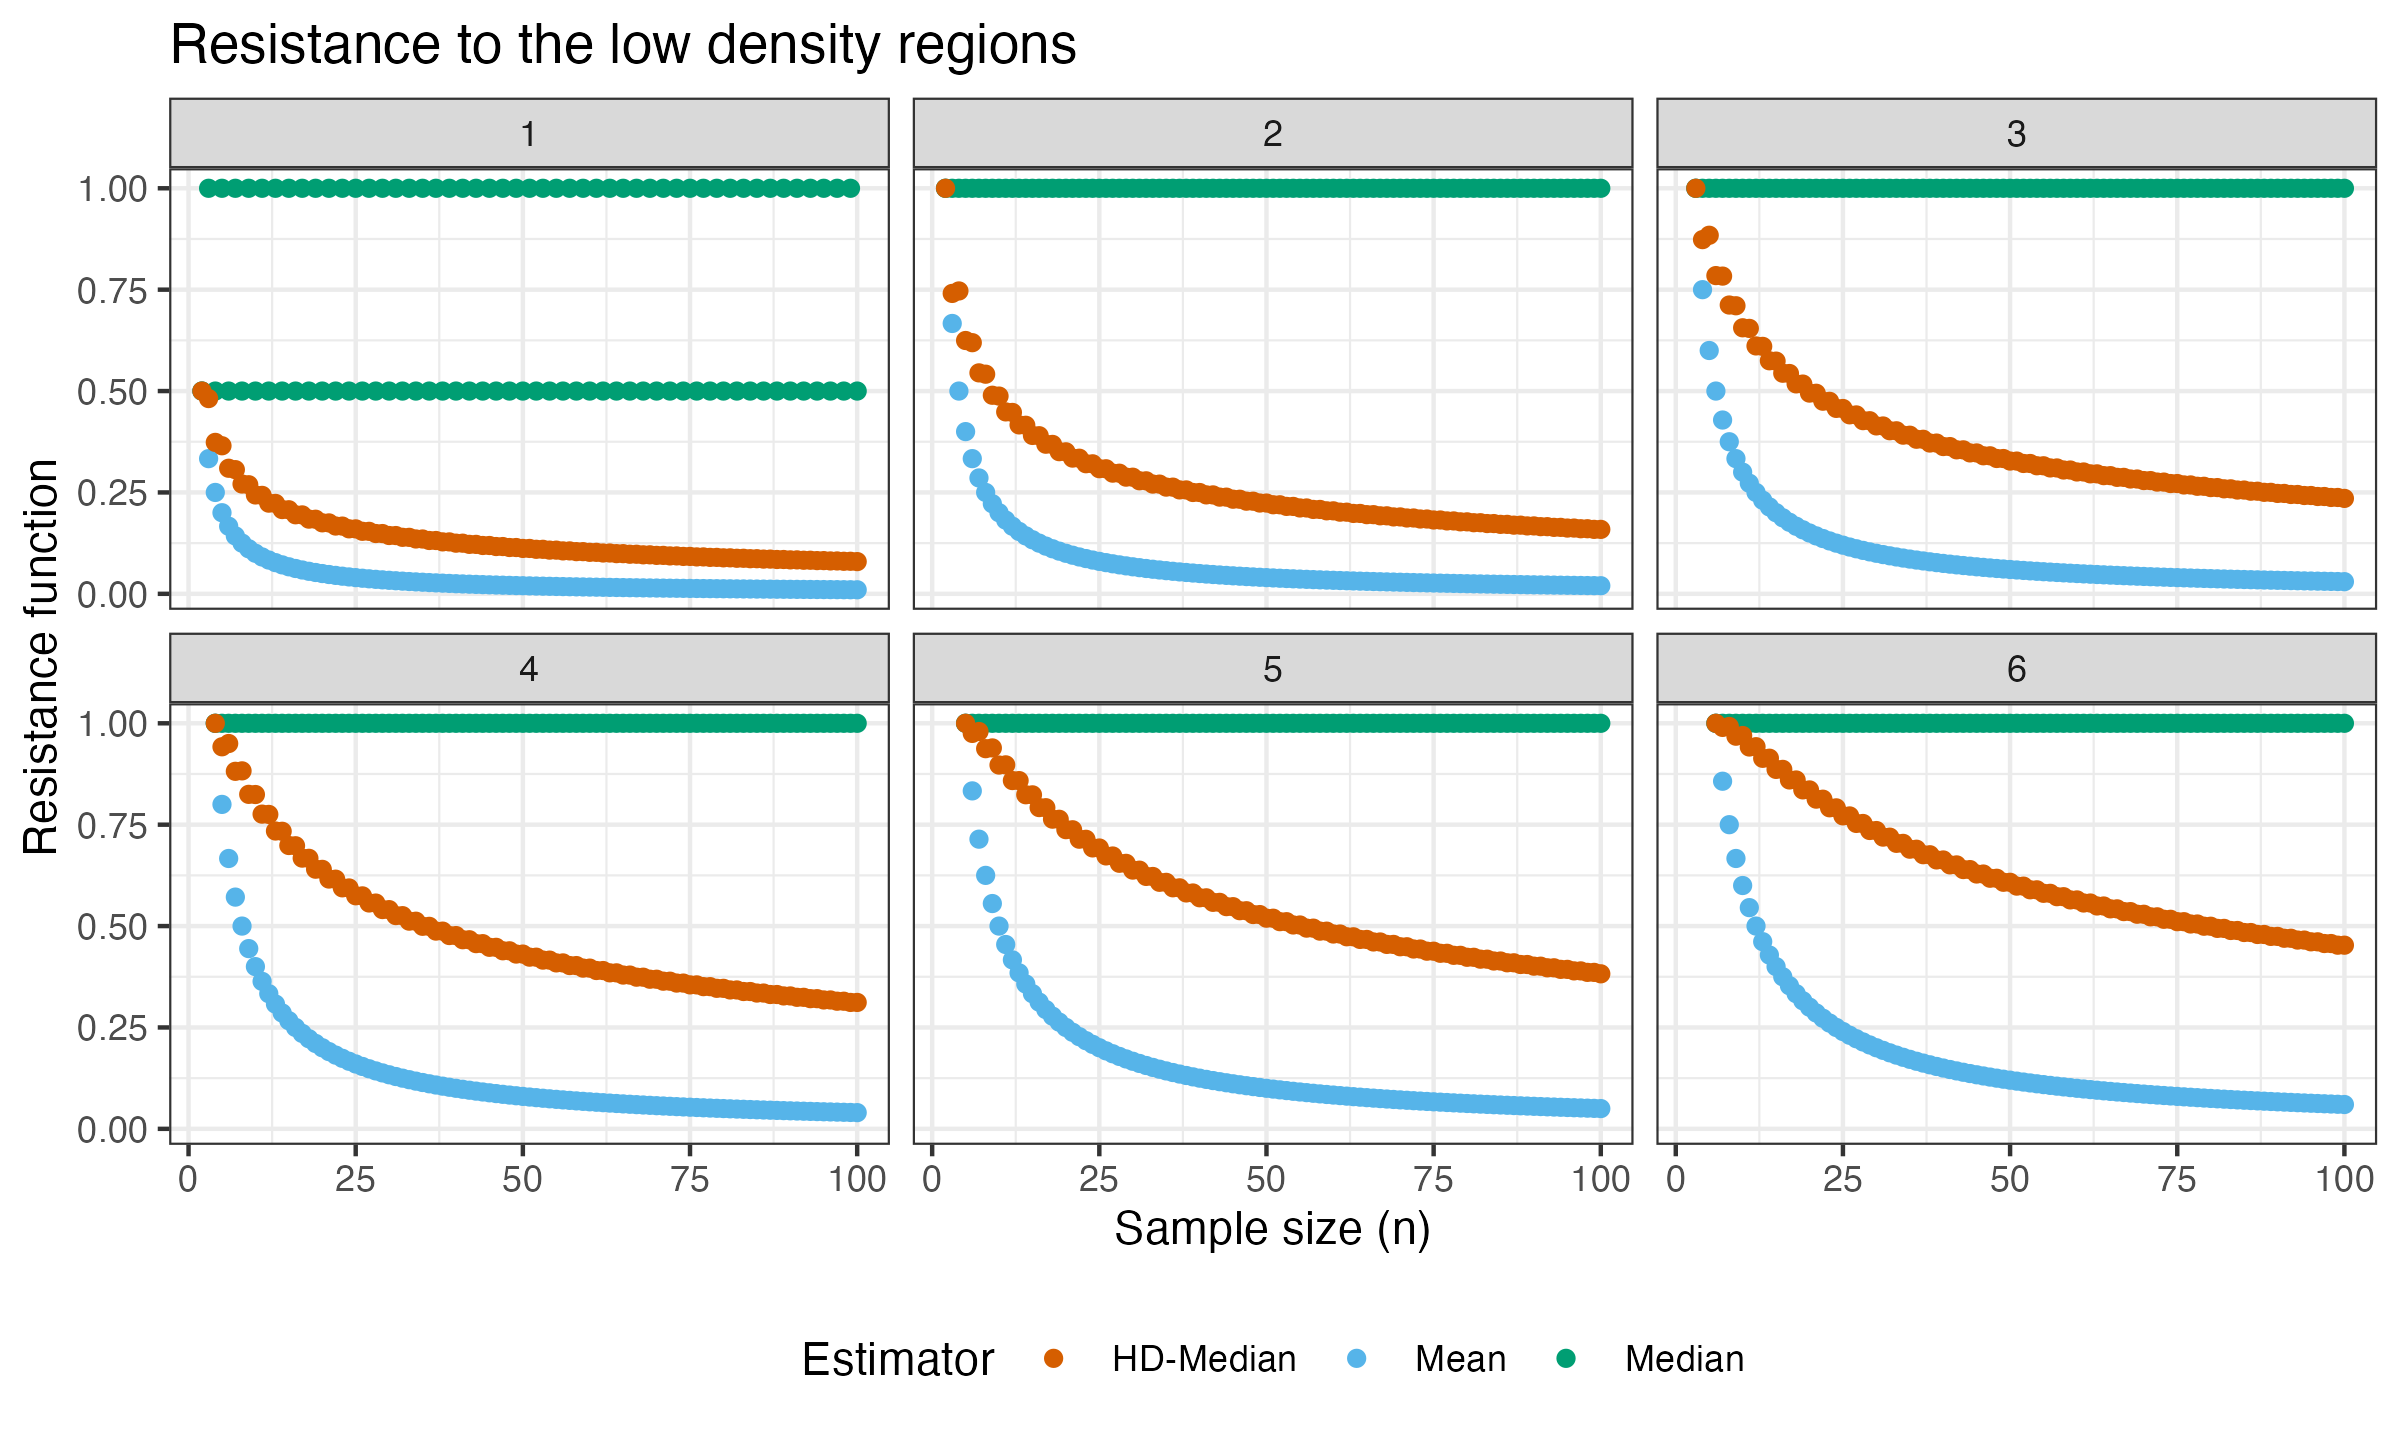 Resistance to the low density regions
1 2 3
1.00
0.75
0.50
0.25
0.00
4 5 6
1.00
0.75
0.50
0.25
0.00
Resistance function
0 25 50 75 100 0 25 50 75 100 0 25 50 75 100
Sample size (n)
Estimator HD-Median Mean Median